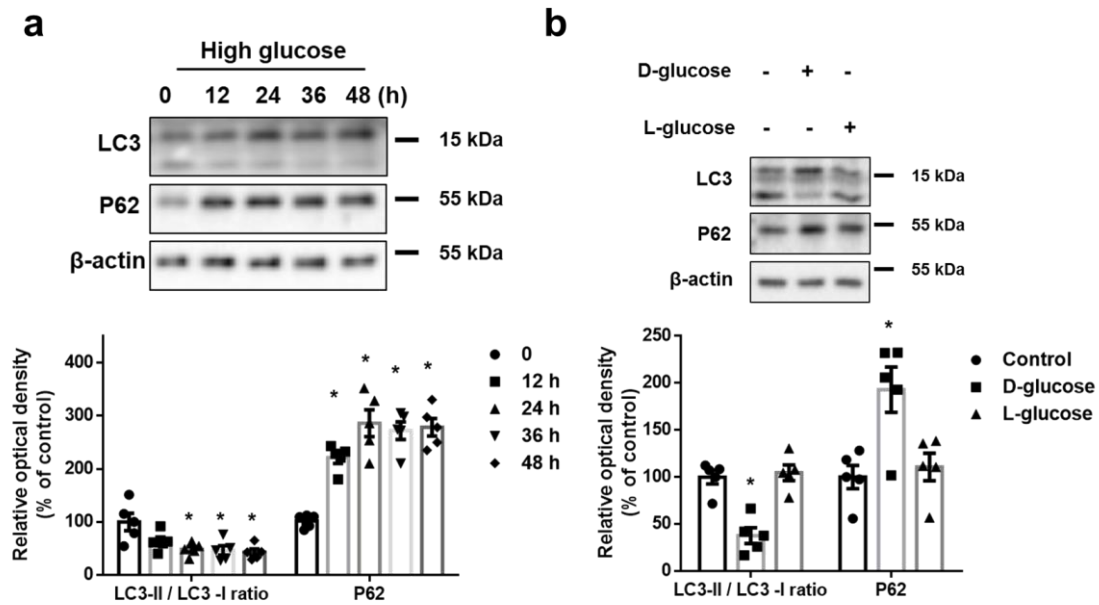 a
High glucose
0 12 24 36 48 (h)
LC3
15 kDa
P62
55 kDa
β-actin
55 kDa
Relative optical density
(% of control)
400
300
200
100
0
LC3-II / LC3 -I ratio
P62
* * *
* * * *
0
12 h
24 h
36 h
48 h
b
D-glucose - + -
L-glucose - - +
LC3
15 kDa
P62
55 kDa
β-actin
55 kDa
Relative optical density
(% of control)
250
200
150
100
50
0
LC3-II / LC3 -I ratio
P62
*
*
Control
D-glucose
L-glucose